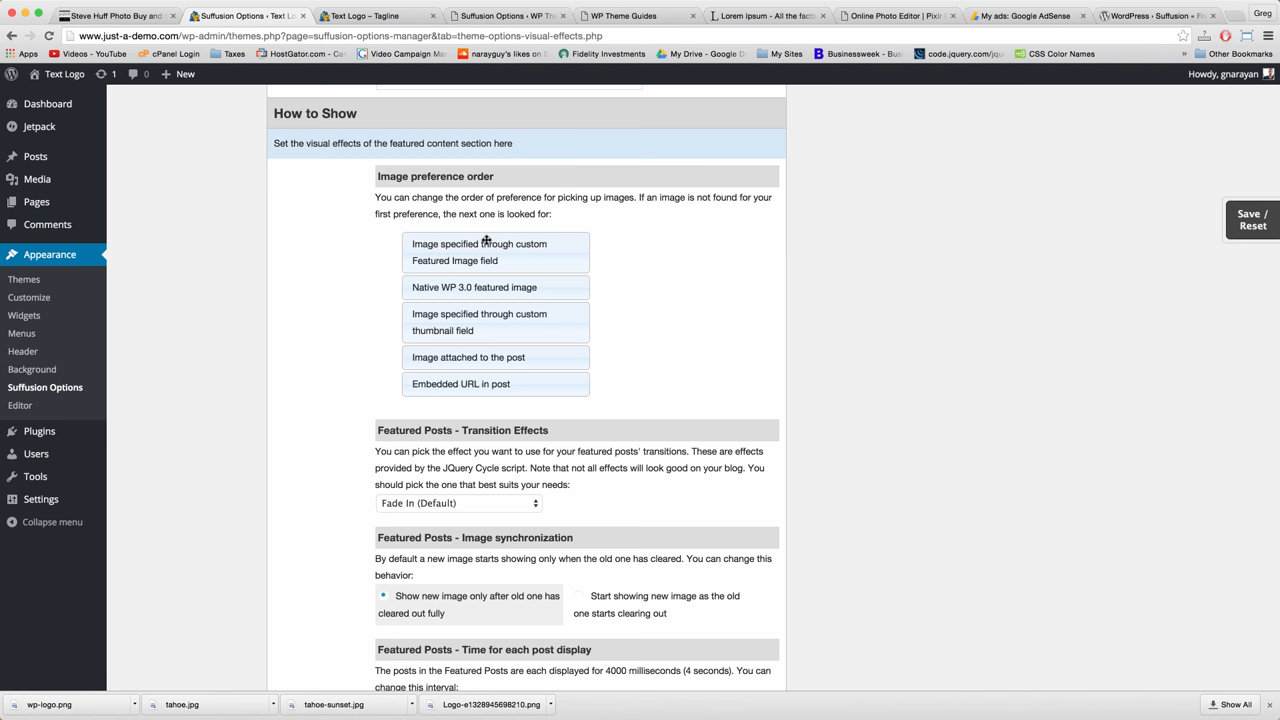 Steve Huff Photo Buy and
Suffusion Options ‹ Text Lo
Text Logo – Tagline
Suffusion Options ‹ WP Th
WP Theme Guides
Lorem Ipsum - All the facts
Online Photo Editor | Pixlr
My ads: Google AdSense
WordPress › Suffusion « Fre
Greg
www.just-a-demo.com/wp-admin/themes.php?page=suffusion-options-manager&tab=theme-options-visual-effects.php
Apps
Videos - YouTube
cPanel Login
Taxes
HostGator.com - Ca
Video Campaign Ma
narayguy's likes on S
Fidelity Investments
My Drive - Google D
My Sites
Businessweek - Busi
code.jquery.com/jqu
CSS Color Names
»
Other Bookmarks
Text Logo
1
0
New
Howdy, gnarayan
Dashboard
Jetpack
Posts
Media
Pages
Comments
Appearance
Themes
Customize
Widgets
Menus
Header
Background
Suffusion Options
Editor
Plugins
Users
Tools
Settings
Collapse menu
How to Show
Set the visual effects of the featured content section here
Image preference order
You can change the order of preference for picking up images. If an image is not found for your
first preference, the next one is looked for:
Image specified through custom
Featured Image field
Native WP 3.0 featured image
Image specified through custom
thumbnail field
Image attached to the post
Embedded URL in post
Featured Posts - Transition Effects
You can pick the effect you want to use for your featured posts' transitions. These are effects
provided by the JQuery Cycle script. Note that not all effects will look good on your blog. You
should pick the one that best suits your needs:
Fade In (Default)
Featured Posts - Image synchronization
By default a new image starts showing only when the old one has cleared. You can change this
behavior:
Show new image only after old one has
cleared out fully
Start showing new image as the old
one starts clearing out
Featured Posts - Time for each post display
The posts in the Featured Posts are each displayed for 4000 milliseconds (4 seconds). You can
change this interval:
Save /
Reset
wp-logo.png
tahoe.jpg
tahoe-sunset.jpg
Logo-e1328945698210.png
Show All